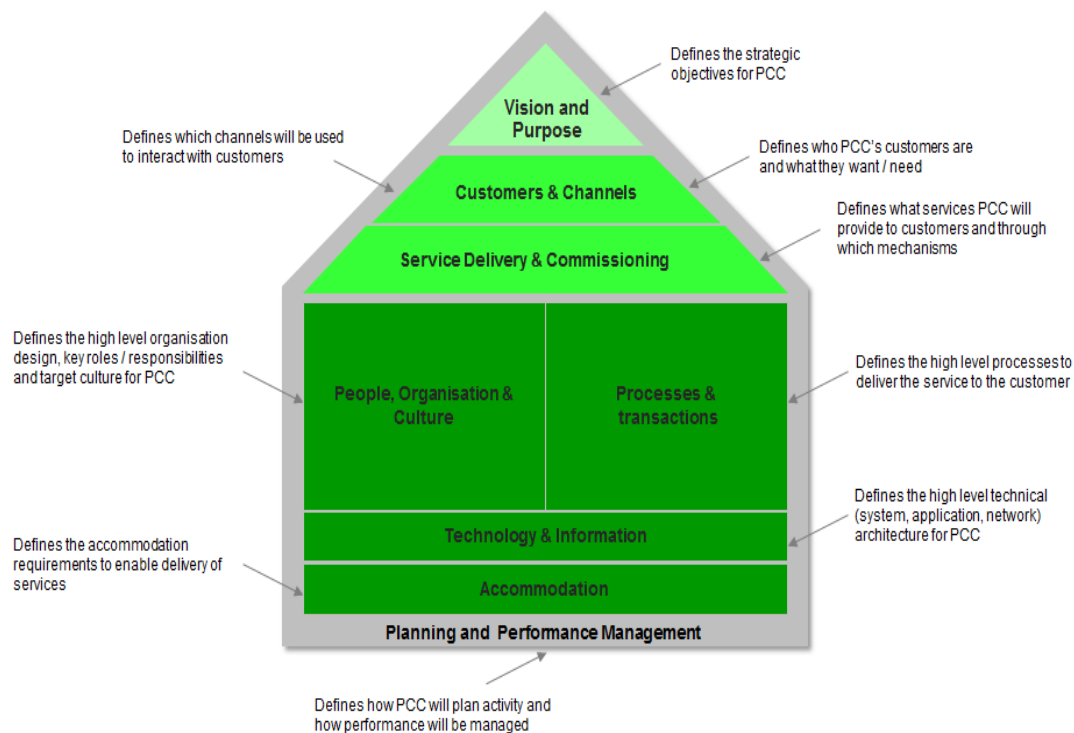 Defines the strategic
objectives for PCC
Vision and
Purpose
Defines which channels will be used
to interact with customers
Defines who PCC's customers are
and what they want / need
Customers & Channels
Defines what services PCC will
provide to customers and through
which mechanisms
Service Delivery & Commissioning
Defines the high level organisation
design, key roles / responsibilities
and target culture for PCC
People, Organisation &
Culture
Processes &
transactions
Defines the high level processes to
deliver the service to the customer
Defines the high level technical
(system, application, network)
architecture for PCC
Technology & Information
Defines the accommodation
requirements to enable delivery of
services
Accommodation
Planning and Performance Management
Defines how PCC will plan activity and
how performance will be managed